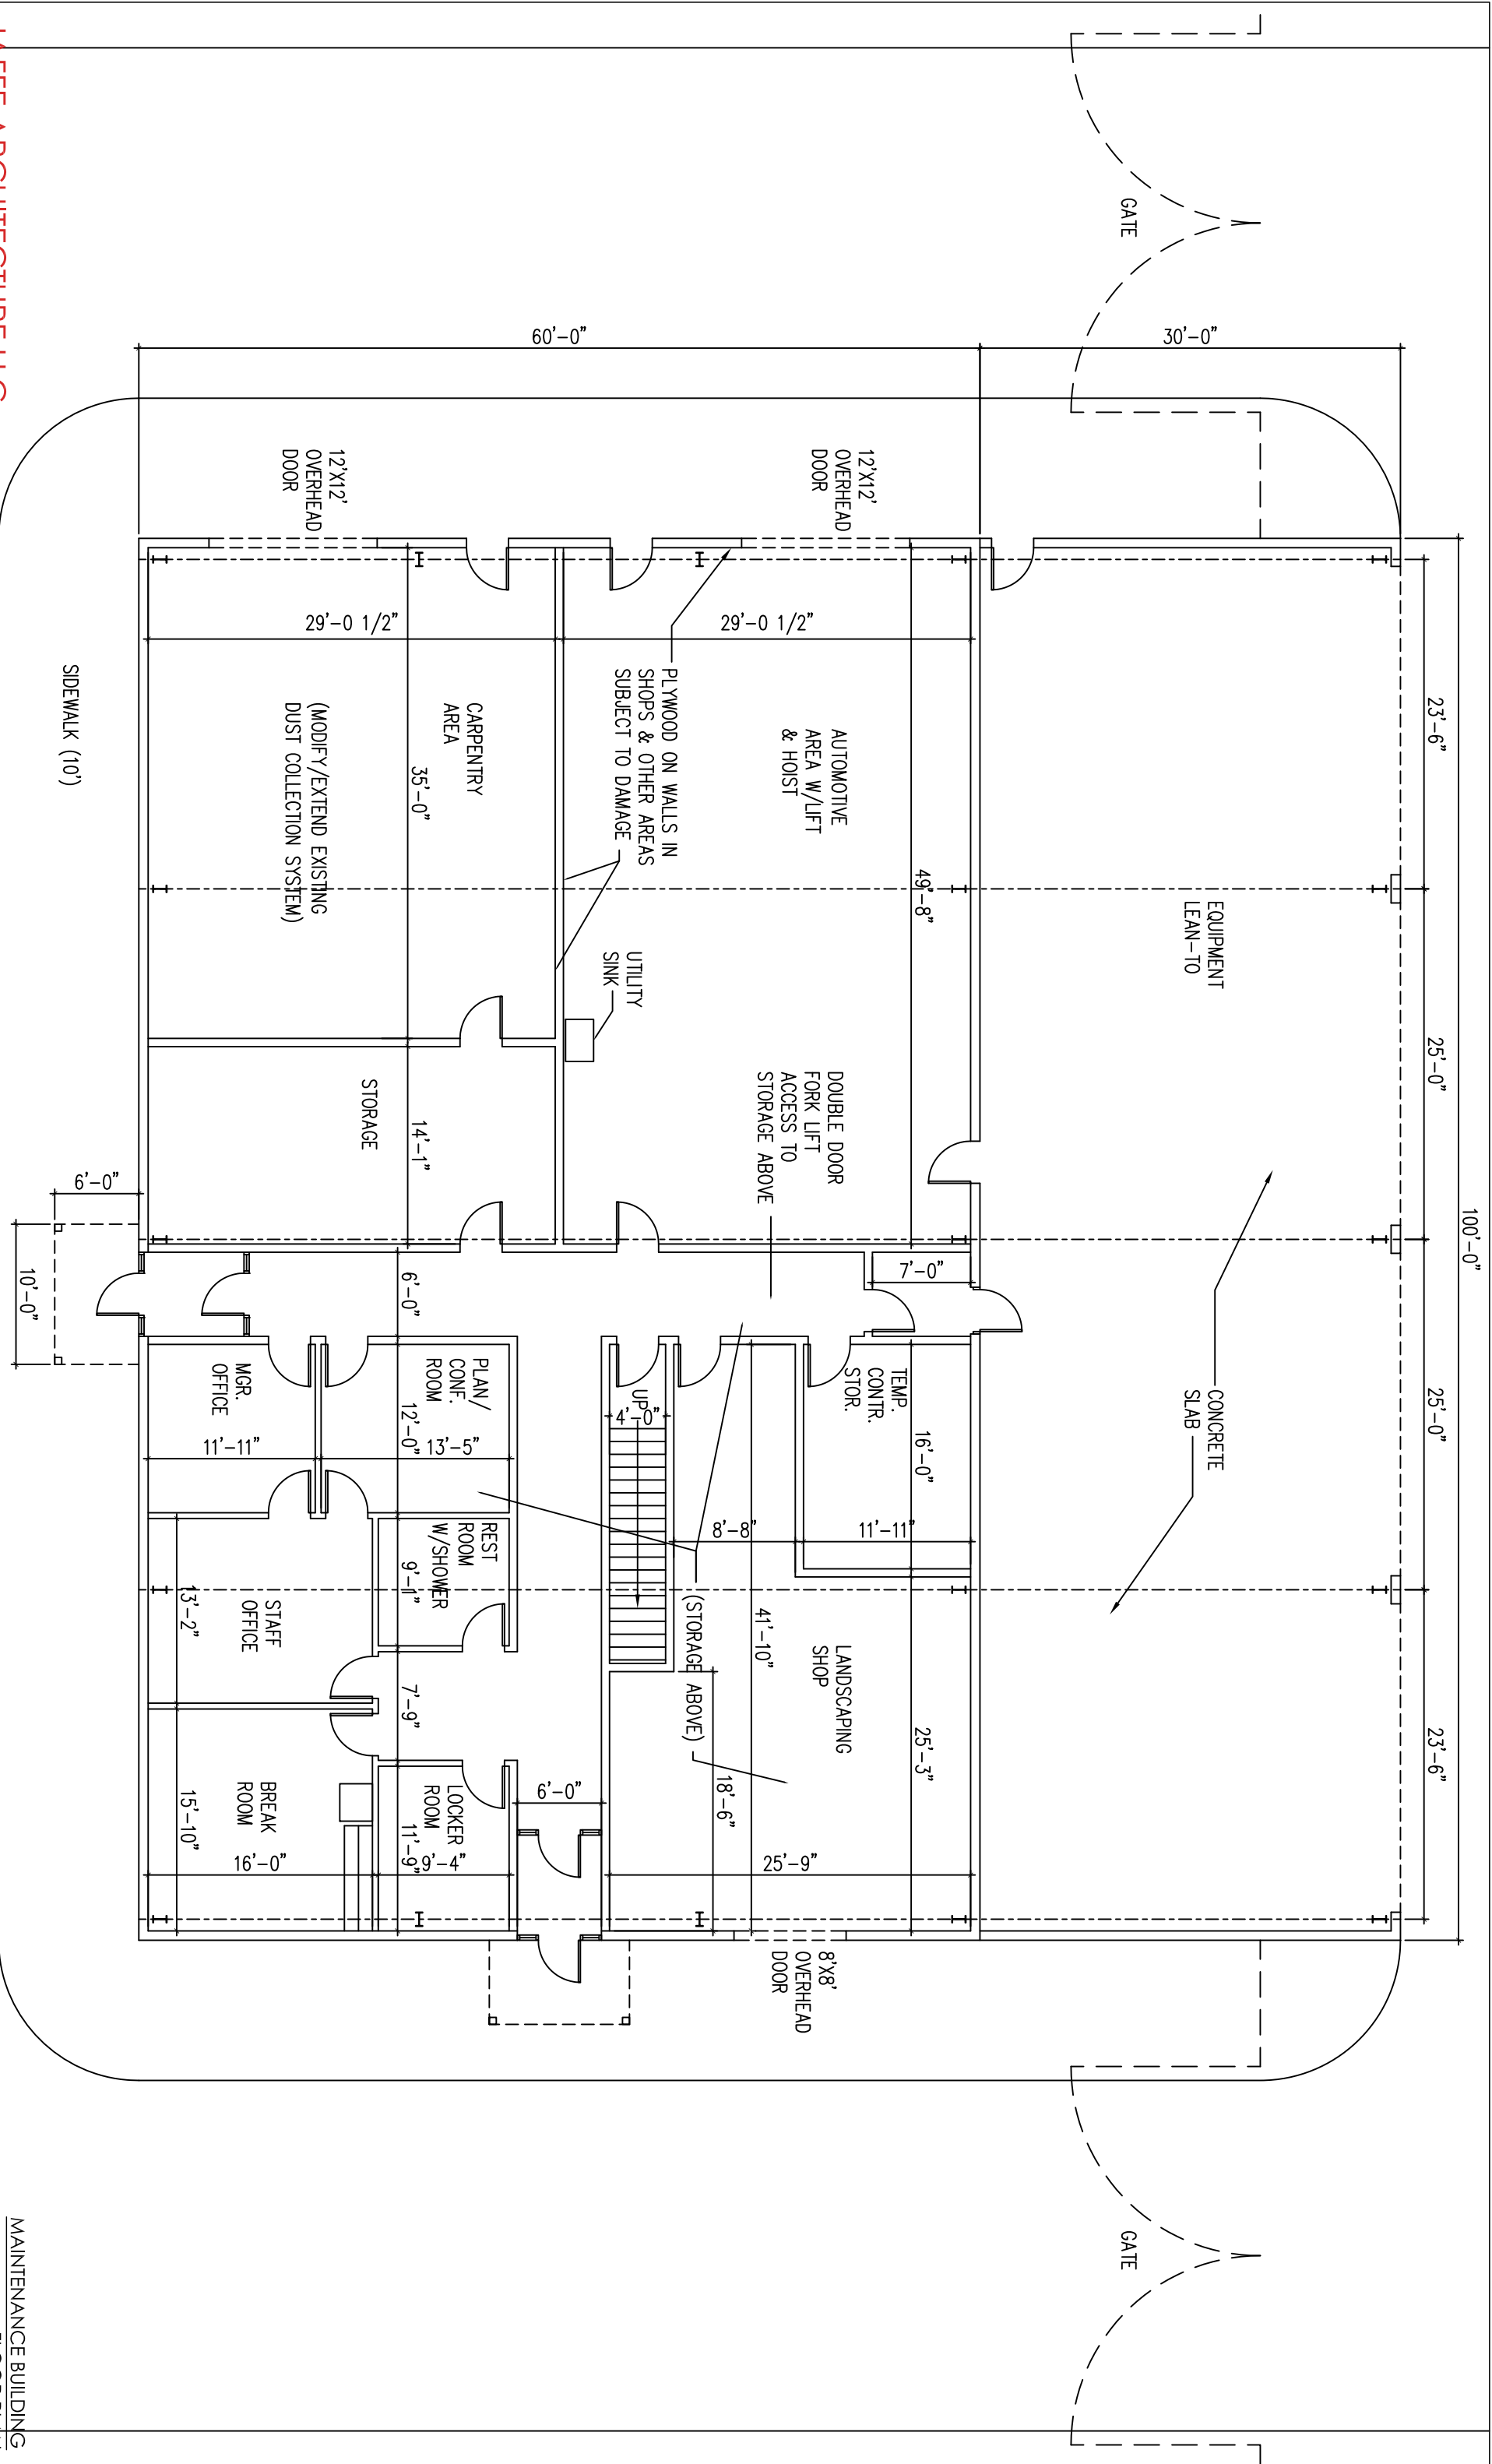 100'-0"
23'-6"
25'-0"
25'-0"
23'-6"
30'-0"
60'-0"
GATE
GATE
EQUIPMENT
LEAN-TO
CONCRETE
SLAB
12'X12'
OVERHEAD
DOOR
12'X12'
OVERHEAD
DOOR
8'X8'
OVERHEAD
DOOR
49'-8"
7'-0"
16'-0"
25'-3"
AUTOMOTIVE
AREA W/LIFT
& HOIST
DOUBLE DOOR
FORK LIFT
ACCESS TO
STORAGE ABOVE
TEMP.
CONTR.
STOR.
LANDSCAPING
SHOP
29'-0 1/2"
11'-11"
8'-8"
41'-10"
18'-6"
25'-9"
(STORAGE ABOVE)
PLYWOOD ON WALLS IN
SHOPS & OTHER AREAS
SUBJECT TO DAMAGE
UTILITY
SINK
UP
4'-0"
6'-0"
CARPENTRY
AREA
35'-0"
14'-1"
6'-0"
12'-0"
9'-1"
7'-9"
11'-9"
29'-0 1/2"
(MODIFY/EXTEND EXISTING
DUST COLLECTION SYSTEM)
STORAGE
PLAN/
CONF.
ROOM
13'-5"
REST
ROOM
W/SHOWER
LOCKER
ROOM
9'-4"
MGR.
OFFICE
11'-11"
STAFF
OFFICE
13'-2"
BREAK
ROOM
15'-10"
16'-0"
6'-0"
10'-0"
SIDEWALK (10')
MAINTENANCE BUILDING